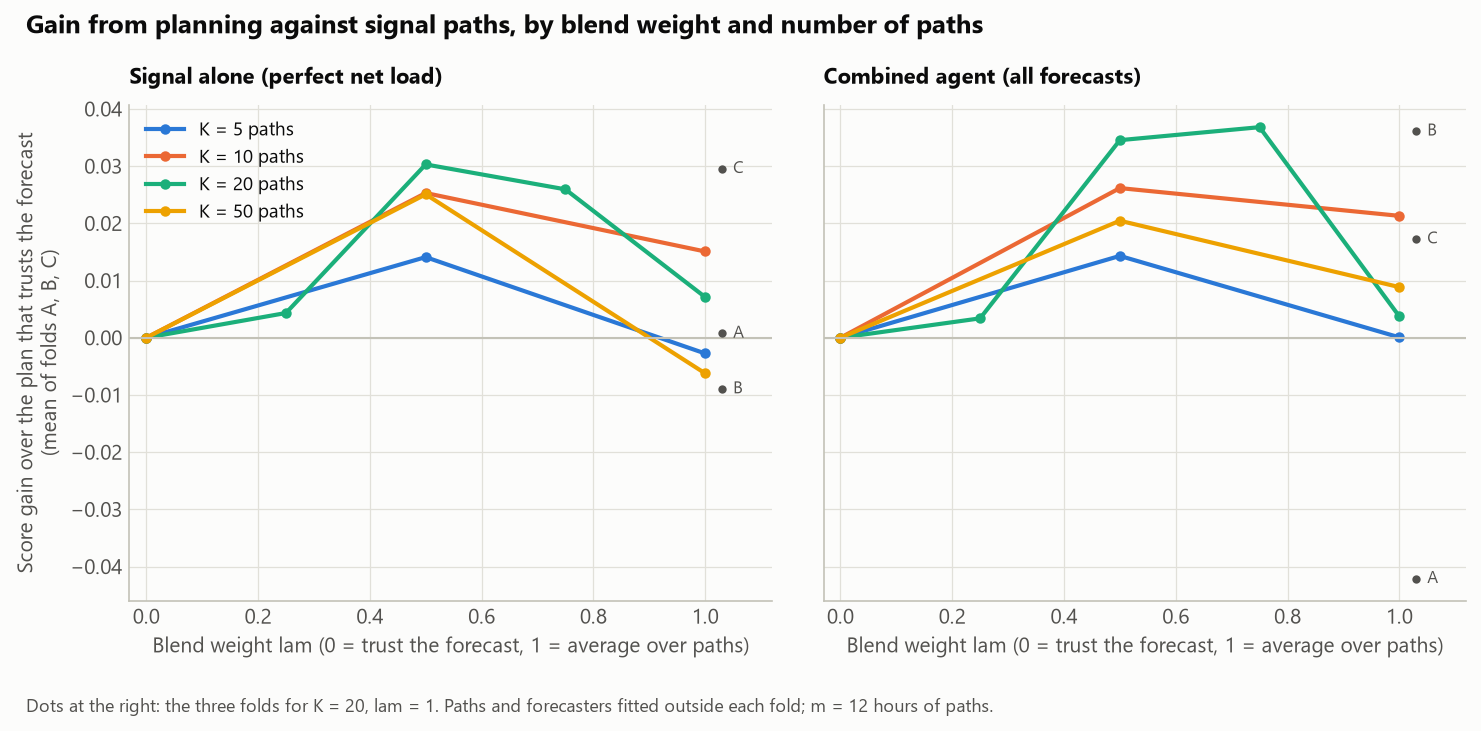 Gain from planning against signal paths, by blend weight and number of paths
Signal alone (perfect net load)
Score gain over the plan that trusts the forecast
(mean of folds A, B, C)
0.04
0.03
0.02
0.01
0.00
−0.01
−0.02
−0.03
−0.04
K = 5 paths
K = 10 paths
K = 20 paths
K = 50 paths
C
A
B
0.0 0.2 0.4 0.6 0.8 1.0
Blend weight lam (0 = trust the forecast, 1 = average over paths)
Combined agent (all forecasts)
B
C
A
0.0 0.2 0.4 0.6 0.8 1.0
Blend weight lam (0 = trust the forecast, 1 = average over paths)
Dots at the right: the three folds for K = 20, lam = 1. Paths and forecasters fitted outside each fold; m = 12 hours of paths.